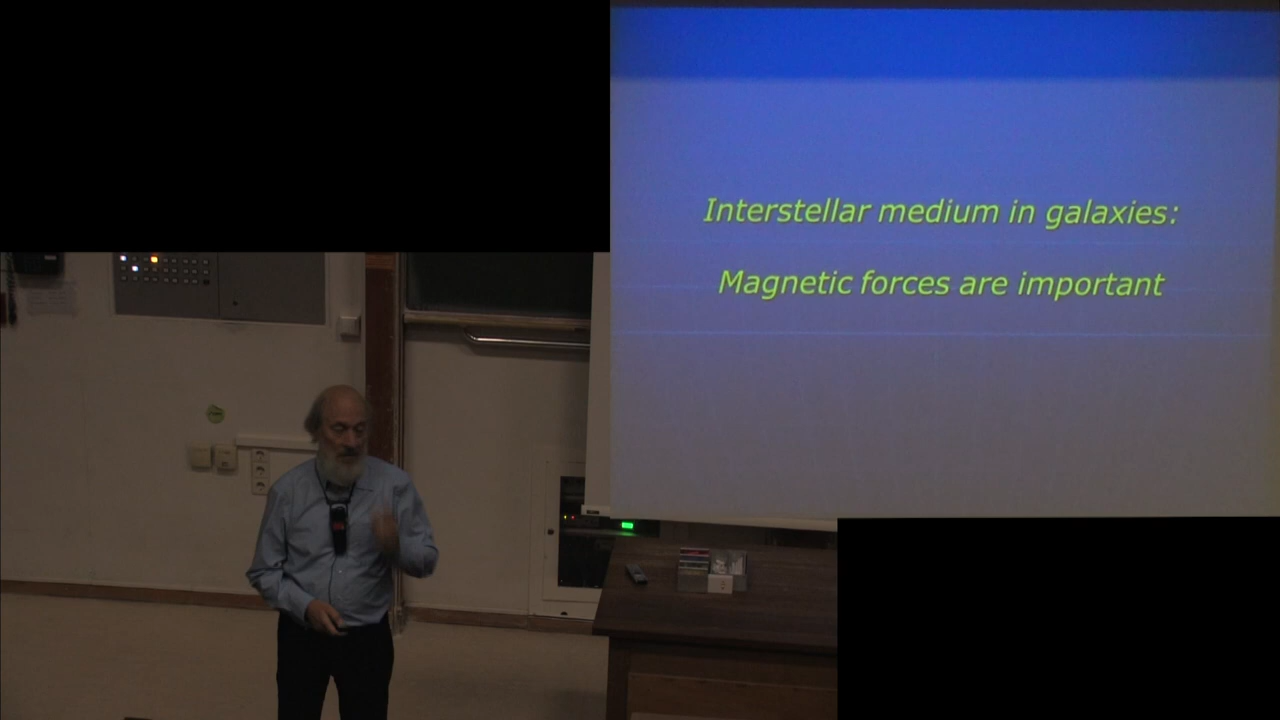 Interstellar medium in galaxies:
Magnetic forces are important